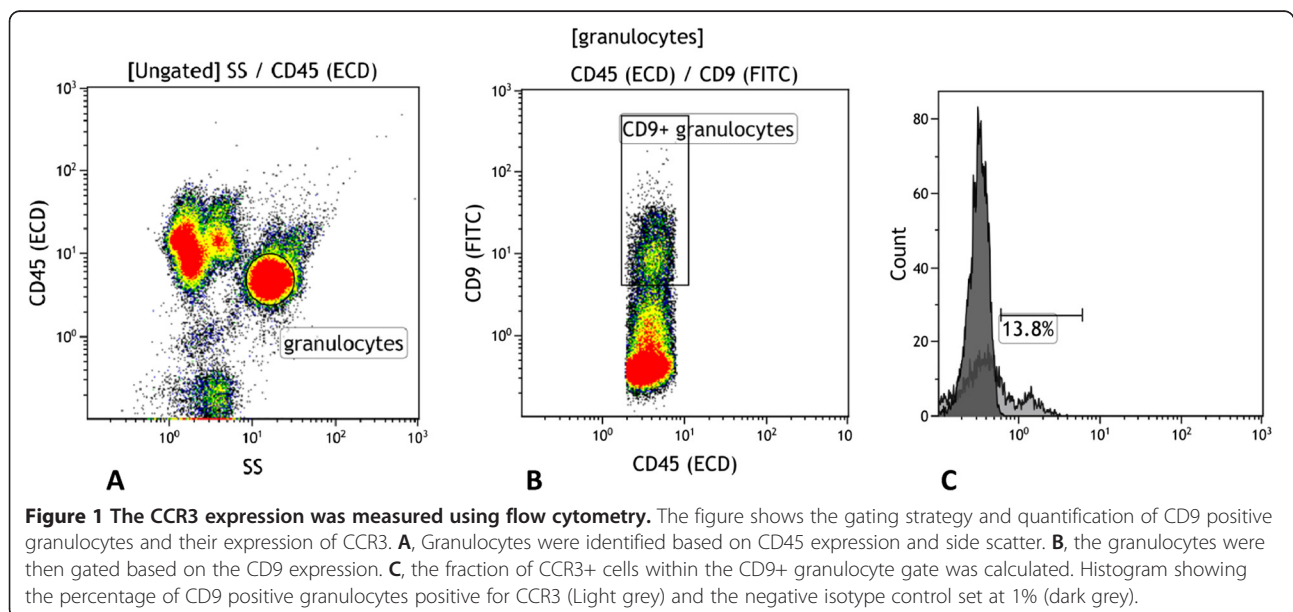 [Ungated] SS / CD45 (ECD)
10³
10²
10¹
10⁰
CD45 (ECD)
granulocytes
10⁰ 10¹ 10² 10³
SS
A
[granulocytes]
CD45 (ECD) / CD9 (FITC)
10³
10²
10¹
10⁰
CD9 (FITC)
CD9+ granulocytes
10⁰ 10¹ 10² 10
CD45 (ECD)
B
80
60
40
20
0
Count
13.8%
10⁰ 10¹ 10² 10³
C
Figure 1 The CCR3 expression was measured using flow cytometry. The figure shows the gating strategy and quantification of CD9 positive
granulocytes and their expression of CCR3. A, Granulocytes were identified based on CD45 expression and side scatter. B, the granulocytes were
then gated based on the CD9 expression. C, the fraction of CCR3+ cells within the CD9+ granulocyte gate was calculated. Histogram showing
the percentage of CD9 positive granulocytes positive for CCR3 (Light grey) and the negative isotype control set at 1% (dark grey).